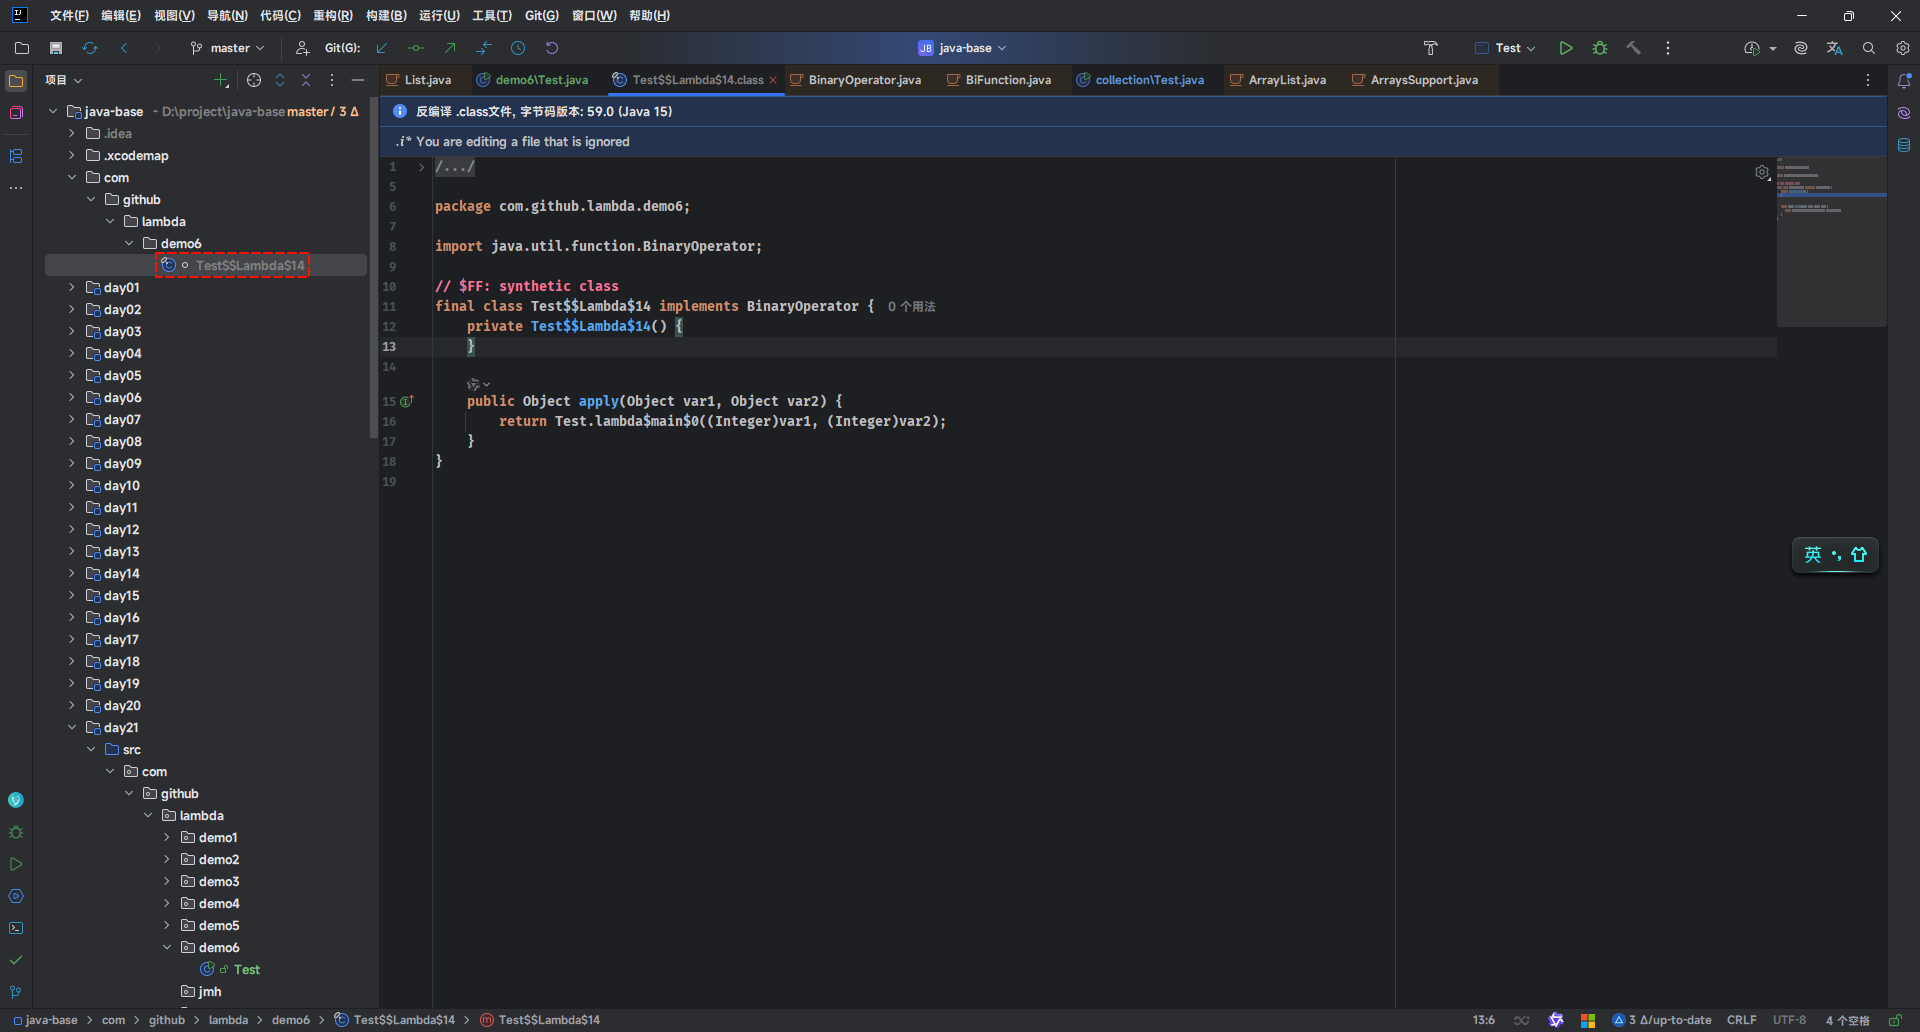 文件(F) 编辑(E) 视图(V) 导航(N) 代码(C) 重构(R) 构建(B) 运行(U) 工具(T) Git(G) 窗口(W) 帮助(H)
master Git(G): JB java-base Test
项目
List.java demo6\Test.java Test$$Lambda$14.class BinaryOperator.java BiFunction.java collection\Test.java ArrayList.java ArraysSupport.java
java-base - D:\project\java-base master / 3 Δ
.idea
.xcodemap
com
github
lambda
demo6
Test$$Lambda$14
day01
day02
day03
day04
day05
day06
day07
day08
day09
day10
day11
day12
day13
day14
day15
day16
day17
day18
day19
day20
day21
src
com
github
lambda
demo1
demo2
demo3
demo4
demo5
demo6
Test
jmh
反编译 .class文件, 字节码版本: 59.0 (Java 15)
.i* You are editing a file that is ignored
1 /.../
5
6 package com.github.lambda.demo6;
7
8 import java.util.function.BinaryOperator;
9
10 // $FF: synthetic class
11 final class Test$$Lambda$14 implements BinaryOperator { 0 个用法
12 private Test$$Lambda$14() {
13 }
14
15 public Object apply(Object var1, Object var2) {
16 return Test.lambda$main$0((Integer)var1, (Integer)var2);
17 }
18 }
19
英
java-base > com > github > lambda > demo6 > Test$$Lambda$14 > Test$$Lambda$14
13:6 3 Δ/up-to-date CRLF UTF-8 4 个空格